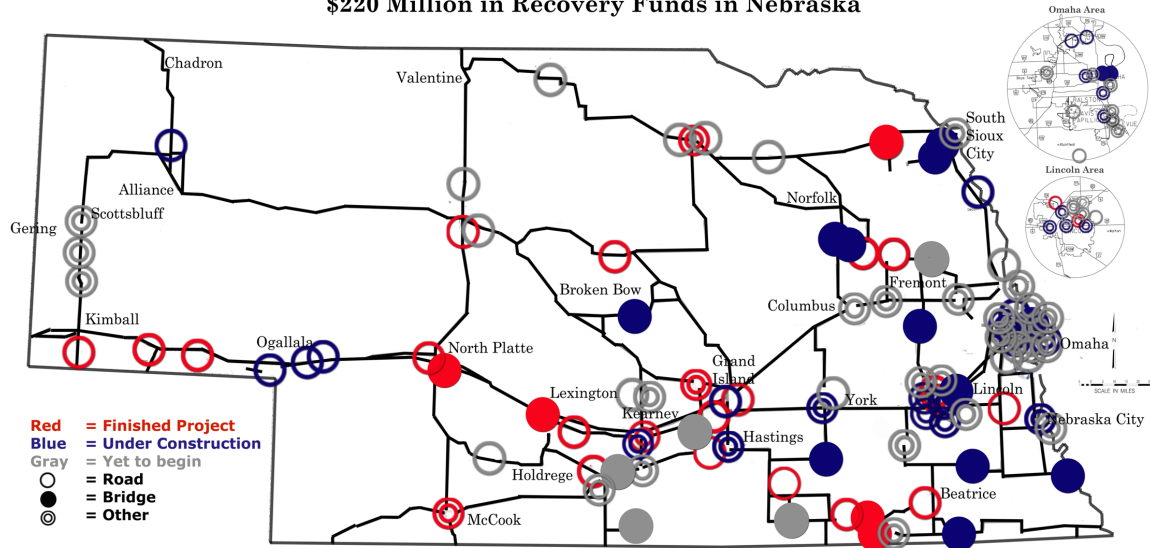 $220 Million in Recovery Funds in Nebraska
Omaha Area
Chadron
Valentine
South
Sioux
City
Lincoln Area
Alliance
Norfolk
Scottsbluff
Gering
Broken Bow
Fremont
Columbus
Kimball
Ogallala
North Platte
Omaha
Grand
Island
SCALE IN MILES
Lexington
Lincoln
York
Kearney
Nebraska City
Hastings
Holdrege
Beatrice
McCook
Red = Finished Project
Blue = Under Construction
Gray = Yet to begin
= Road
= Bridge
= Other